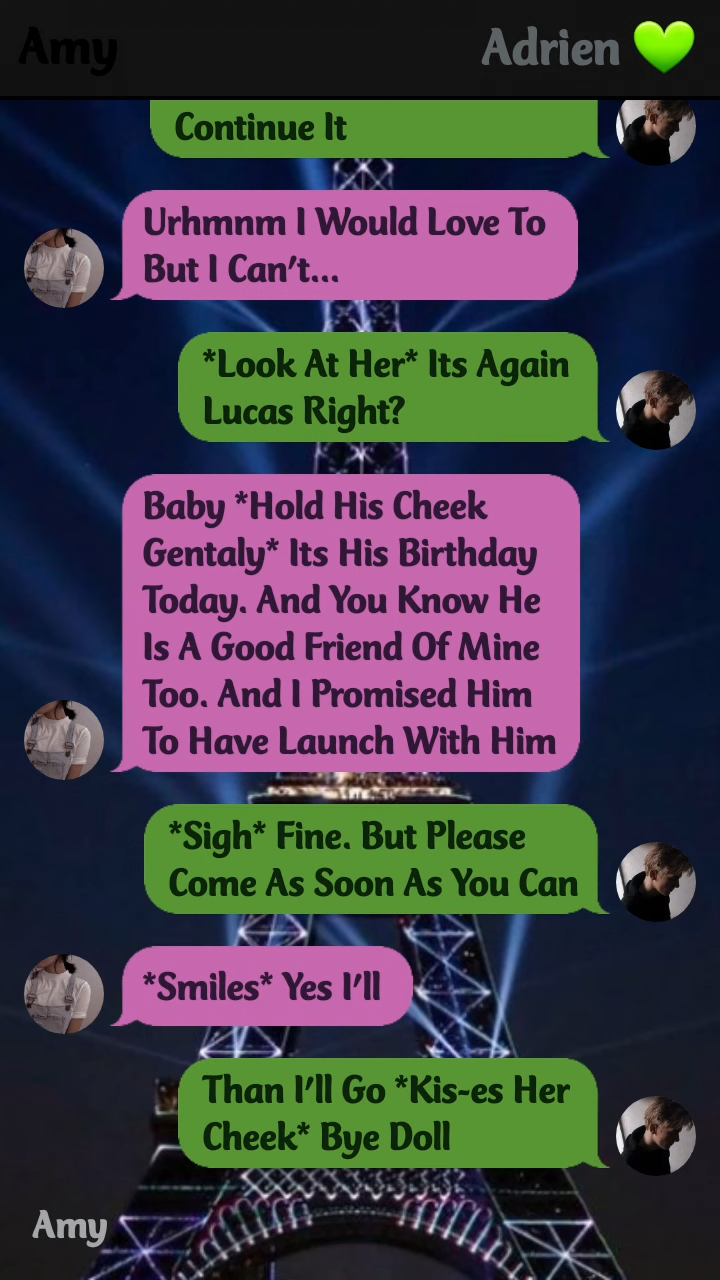 Amy
Adrien 💚
Continue It
Urhmnm I Would Love To
But I Can't...
*Look At Her* Its Again
Lucas Right?
Baby *Hold His Cheek
Gentaly* Its His Birthday
Today. And You Know He
Is A Good Friend Of Mine
Too. And I Promised Him
To Have Launch With Him
*Sigh* Fine. But Please
Come As Soon As You Can
*Smiles* Yes I'll
Than I'll Go *Kis-es Her
Cheek* Bye Doll
Amy